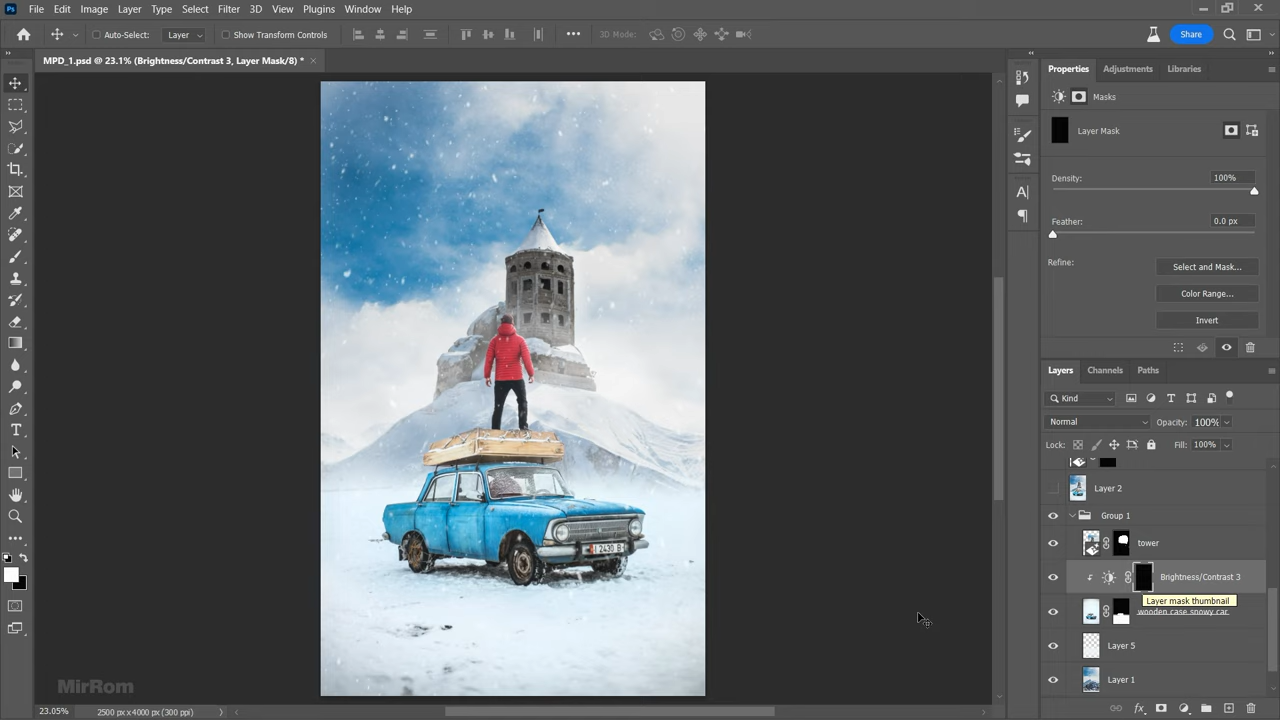 Ps File Edit Image Layer Type Select Filter 3D View Plugins Window Help
Auto-Select: Layer Show Transform Controls 3D Mode: Share
MPD_1.psd @ 23.1% (Brightness/Contrast 3, Layer Mask/8) *
Properties Adjustments Libraries
Masks
Layer Mask
Density: 100%
Feather: 0.0 px
Refine: Select and Mask...
Color Range...
Invert
Layers Channels Paths
Kind
Normal Opacity: 100%
Lock: Fill: 100%
Layer 2
Group 1
tower
Brightness/Contrast 3
Layer mask thumbnail
wooden case snowy car
Layer 5
Layer 1
MirRom
23.05% 2500 px x 4000 px (300 ppi)